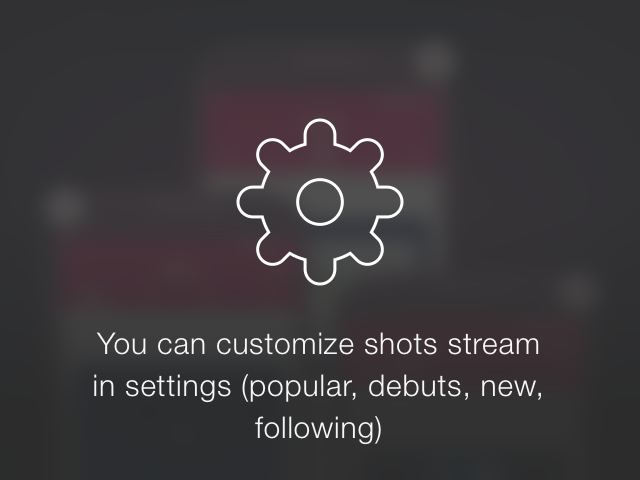 You can customize shots stream
in settings (popular, debuts, new,
following)